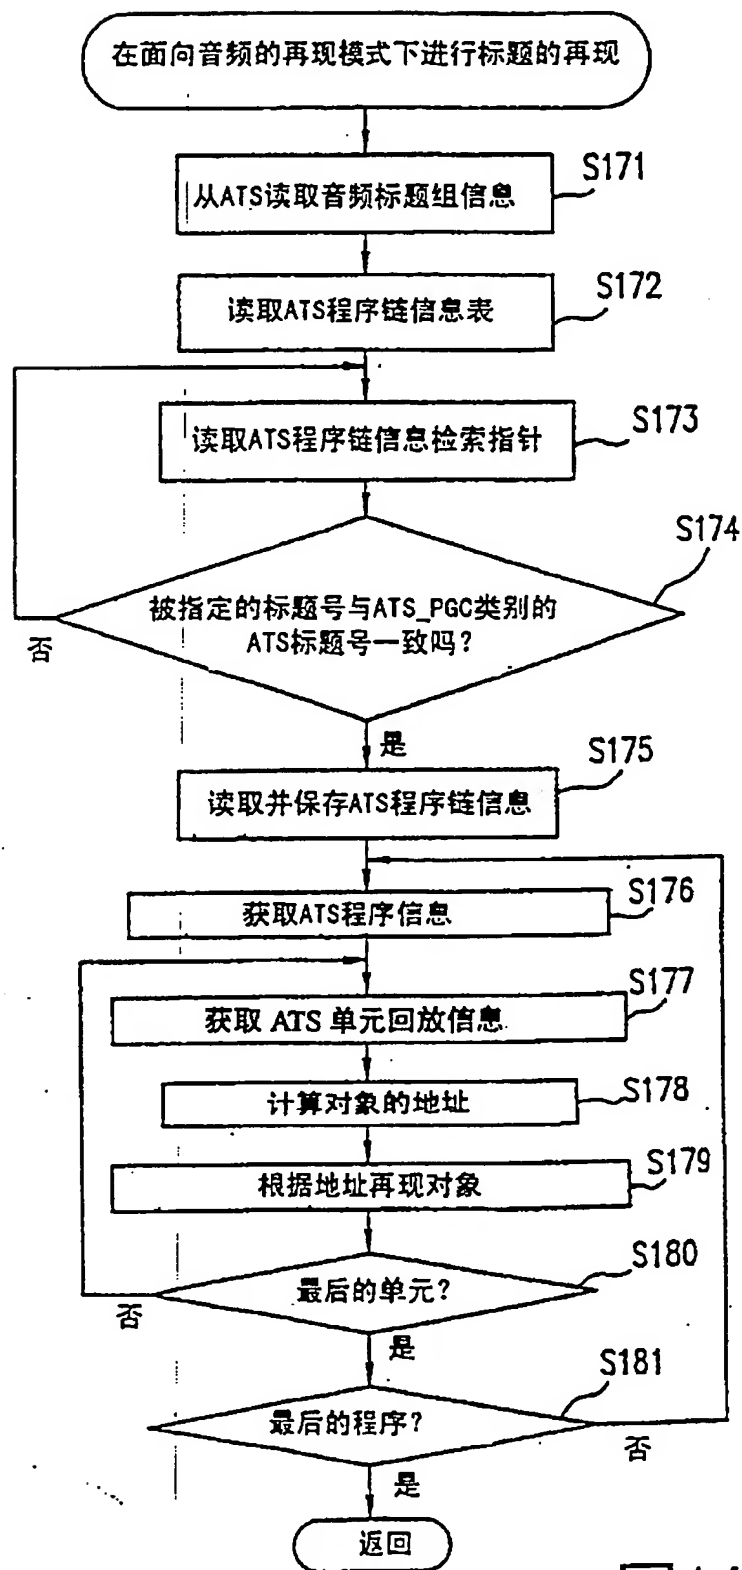 在面向音频的再现模式下进行标题的再现
从ATS读取音频标题组信息
S171
读取ATS程序链信息表
S172
读取ATS程序链信息检索指针
S173
S174
被指定的标题号与ATS_PGC类别的
ATS标题号一致吗?
否
是
S175
读取并保存ATS程序链信息
S176
获取ATS程序信息
S177
获取 ATS 单元回放信息
S178
计算对象的地址
S179
根据地址再现对象
S180
最后的单元?
否
是
S181
最后的程序?
否
是
返回